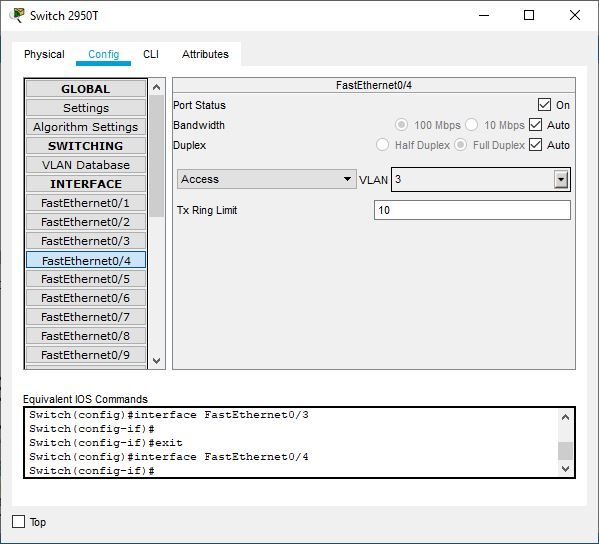 Switch 2950T
Physical Config CLI Attributes
GLOBAL
Settings
Algorithm Settings
SWITCHING
VLAN Database
INTERFACE
FastEthernet0/1
FastEthernet0/2
FastEthernet0/3
FastEthernet0/4
FastEthernet0/5
FastEthernet0/6
FastEthernet0/7
FastEthernet0/8
FastEthernet0/9
FastEthernet0/4
Port Status On
Bandwidth 100 Mbps 10 Mbps Auto
Duplex Half Duplex Full Duplex Auto
Access VLAN 3
Tx Ring Limit 10
Equivalent IOS Commands
Switch(config)#interface FastEthernet0/3
Switch(config-if)#
Switch(config-if)#exit
Switch(config)#interface FastEthernet0/4
Switch(config-if)#
Top